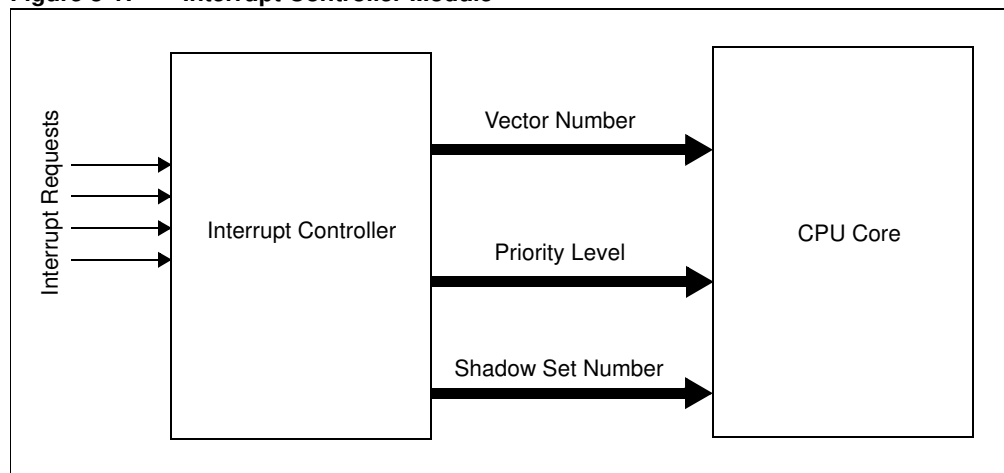 Interrupt Requests
Interrupt Controller
Vector Number
Priority Level
Shadow Set Number
CPU Core